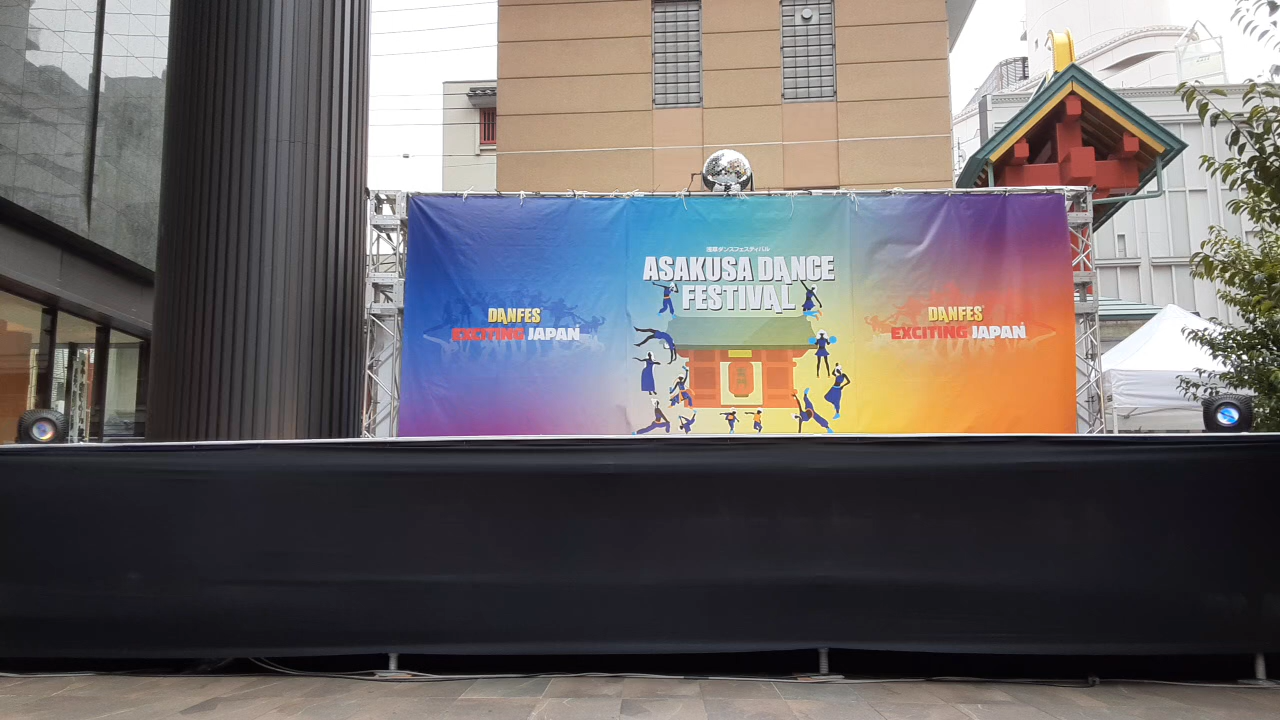 浅草ダンスフェスティバル
ASAKUSA DANCE
FESTIVAL
DANFES
EXCITING JAPAN
DANFES
EXCITING JAPAN